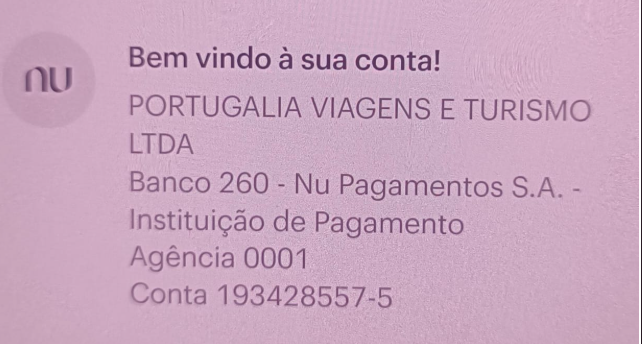 nu
Bem vindo à sua conta!
PORTUGALIA VIAGENS E TURISMO
LTDA
Banco 260 - Nu Pagamentos S.A. -
Instituição de Pagamento
Agência 0001
Conta 193428557-5